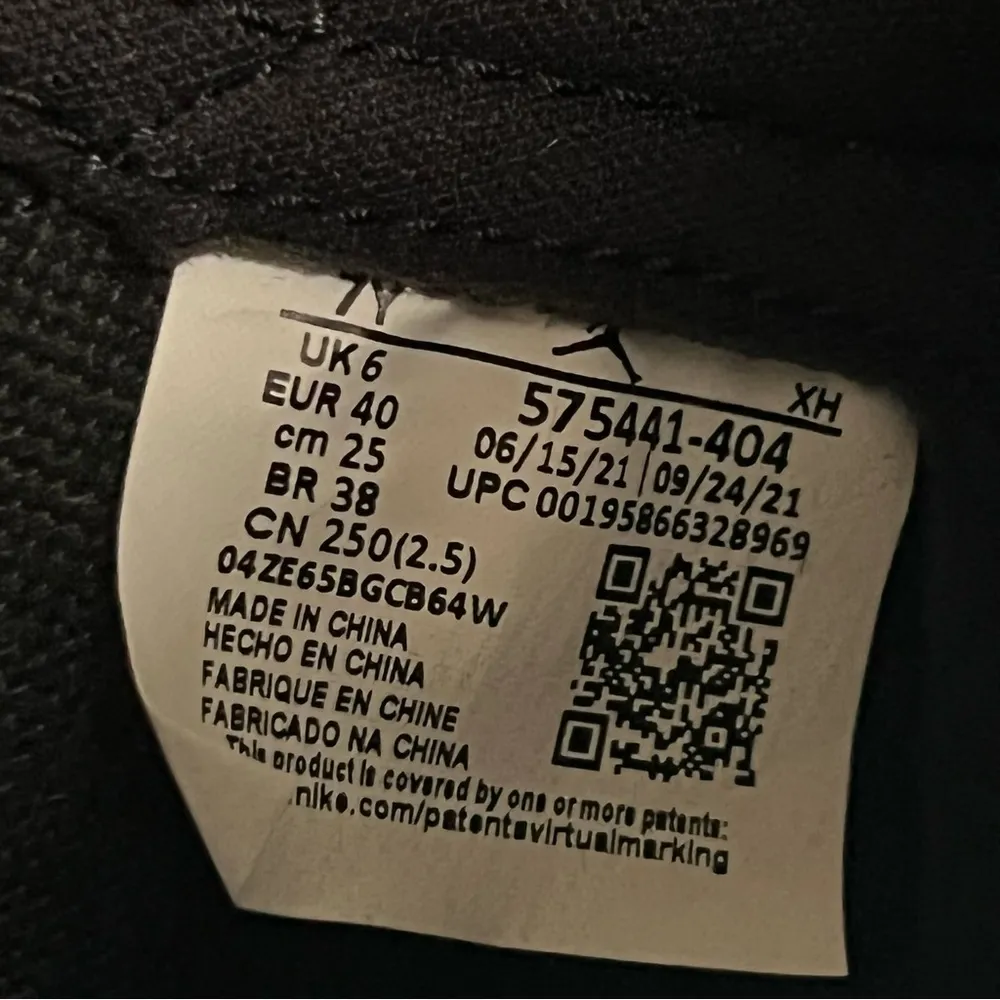 UK 6
EUR 40
cm 25
BR 38
CN 250(2.5)
04ZE65BGCB64W
MADE IN CHINA
HECHO EN CHINA
FABRIQUE EN CHINE
FABRICADO NA CHINA
XH
575441-404
06/15/21 | 09/24/21
UPC 00195866328969
This product is covered by one or more patents:
nike.com/patentsvirtualmarking